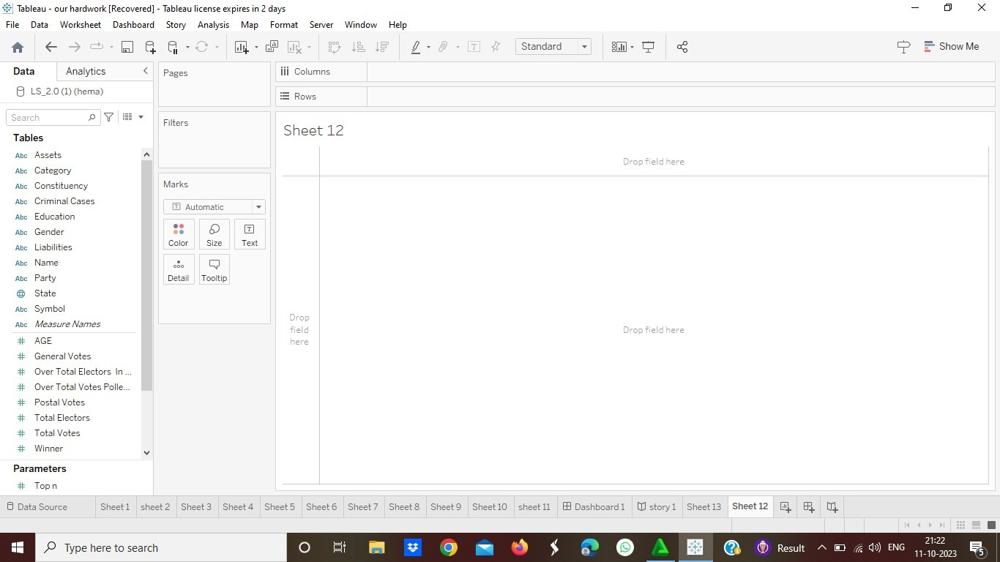 Tableau - our hardwork [Recovered] - Tableau license expires in 2 days
File Data Worksheet Dashboard Story Analysis Map Format Server Window Help
Standard Show Me
Data Analytics
LS_2.0 (1) (hema)
Search
Tables
Abc Assets
Abc Category
Abc Constituency
Abc Criminal Cases
Abc Education
Abc Gender
Abc Liabilities
Abc Name
Abc Party
State
Abc Symbol
Abc Measure Names
# AGE
# General Votes
# Over Total Electors In ...
# Over Total Votes Polle...
# Postal Votes
# Total Electors
# Total Votes
# Winner
Parameters
# Top n
Pages
Filters
Marks
T Automatic
Color Size Text
Detail Tooltip
Columns
Rows
Sheet 12
Drop field here
Drop
field
here
Drop field here
Data Source Sheet 1 sheet 2 Sheet 3 Sheet 4 Sheet 5 Sheet 6 Sheet 7 Sheet 8 Sheet 9 Sheet 10 sheet 11 Dashboard 1 story 1 Sheet 13 Sheet 12
Type here to search Result ENG 21:22
11-10-2023 5